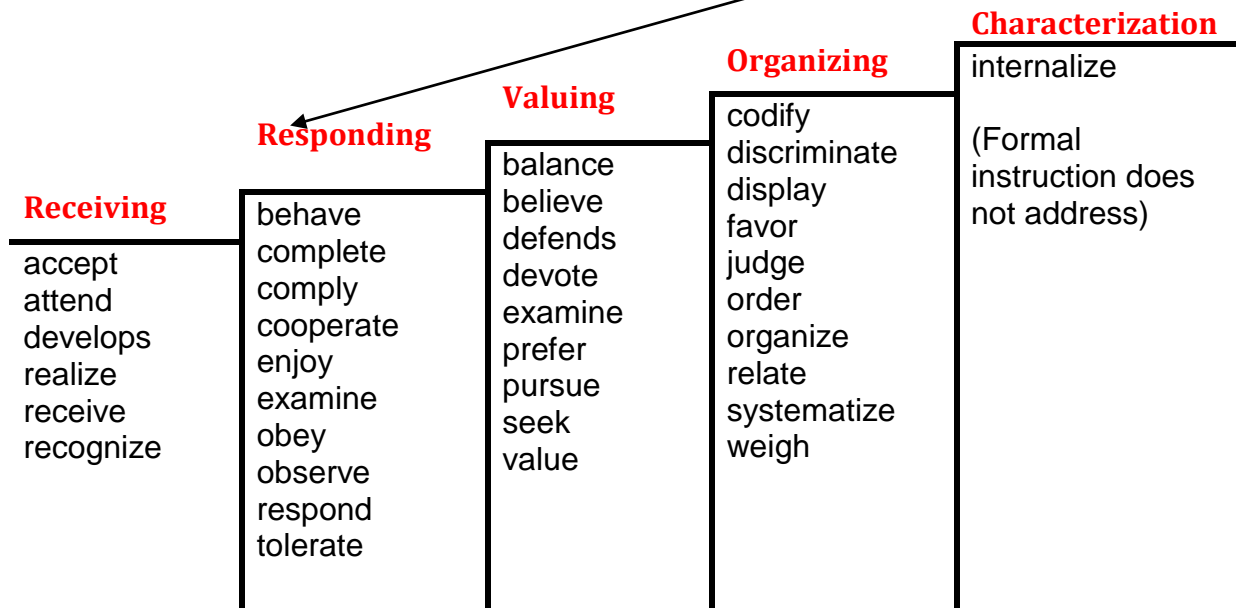 Receiving
accept
attend
develops
realize
receive
recognize
Responding
behave
complete
comply
cooperate
enjoy
examine
obey
observe
respond
tolerate
Valuing
balance
believe
defends
devote
examine
prefer
pursue
seek
value
Organizing
codify
discriminate
display
favor
judge
order
organize
relate
systematize
weigh
Characterization
internalize
(Formal
instruction does
not address)